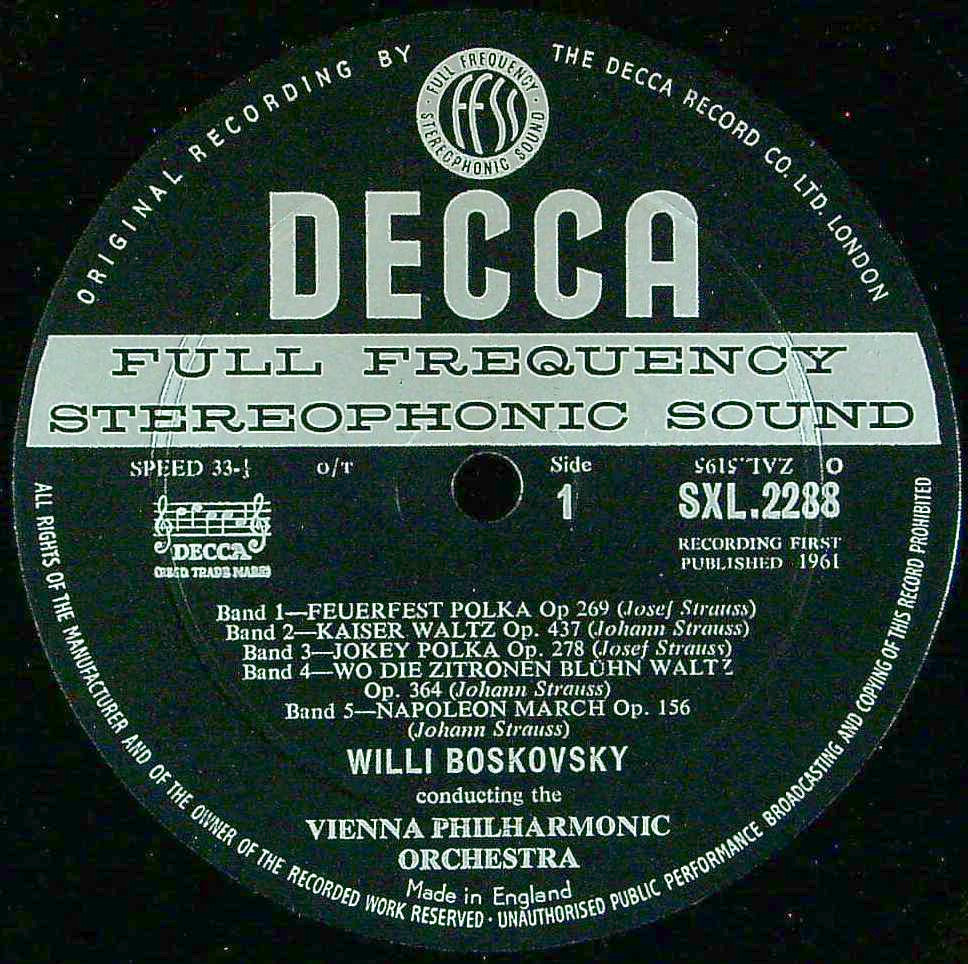 ORIGINAL RECORDING BY THE DECCA RECORD CO. LTD. LONDON
FULL FREQUENCY
FFSS
STEREOPHONIC SOUND
DECCA
FULL FREQUENCY
STEREOPHONIC SOUND
SPEED 33-⅓ O/T Side ZAL"5195 O
1 SXL.2288
DECCA
(REGD. TRADE MARK)
RECORDING FIRST
PUBLISHED 1961
Band 1—FEUERFEST POLKA Op 269 (Josef Strauss)
Band 2—KAISER WALTZ Op. 437 (Johann Strauss)
Band 3—JOKEY POLKA Op. 278 (Josef Strauss)
Band 4—WO DIE ZITRONEN BLÜHN WALTZ
Op. 364 (Johann Strauss)
Band 5—NAPOLEON MARCH Op. 156
(Johann Strauss)
WILLI BOSKOVSKY
conducting the
VIENNA PHILHARMONIC
ORCHESTRA
Made in England
ALL RIGHTS OF THE MANUFACTURER AND OF THE OWNER OF THE RECORDED WORK RESERVED · UNAUTHORISED PUBLIC PERFORMANCE BROADCASTING AND COPYING OF THIS RECORD PROHIBITED